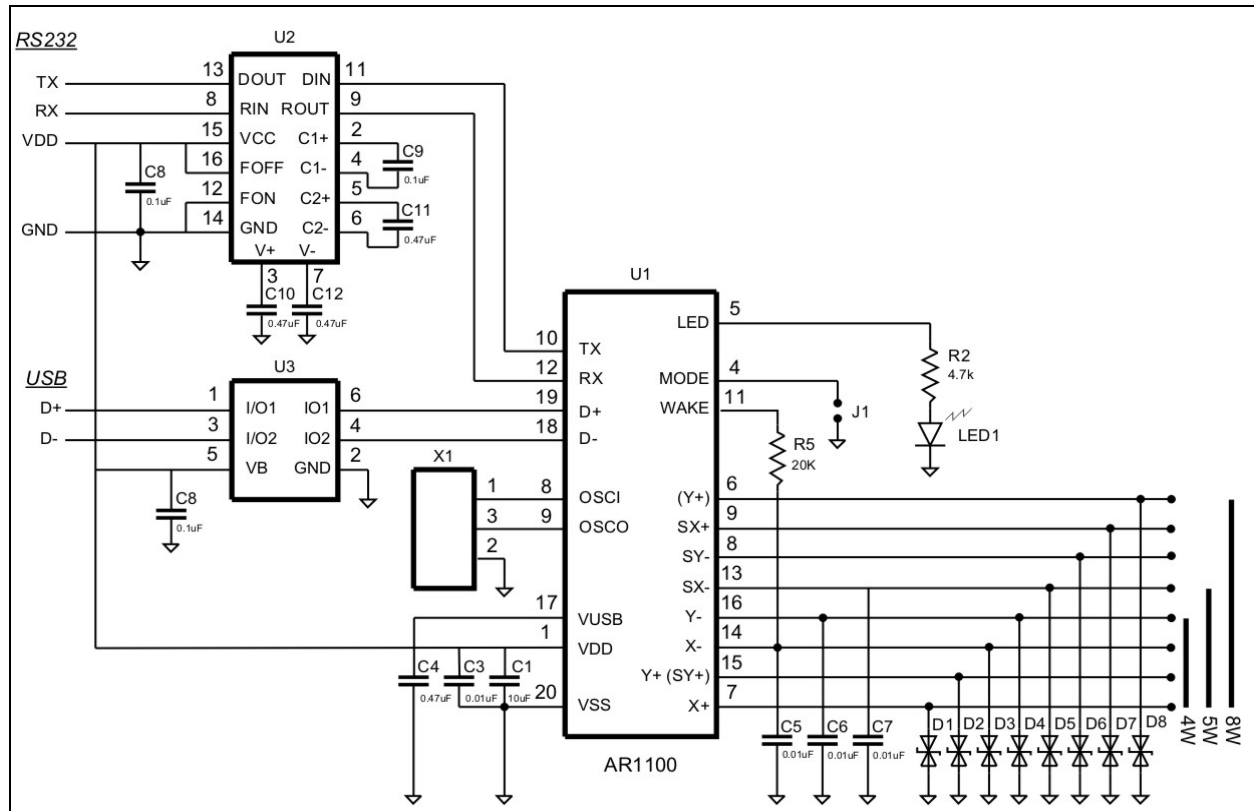 RS232
U2
TX 13 DOUT DIN 11
RX 8 RIN ROUT 9
VDD 15 VCC C1+ 2
16 FOFF C1- 4
C9
0.1uF
C8
0.1uF
12 FON C2+ 5
GND 14 GND C2- 6
C11
0.47uF
V+ V-
3 7
C10 C12
0.47uF 0.47uF
U1
USB
U3
D+ 1 I/O1 IO1 6
D- 3 I/O2 IO2 4
5 VB GND 2
C8
0.1uF
X1
1
3
2
10 TX
12 RX
19 D+
18 D-
8 OSCI
9 OSCO
17 VUSB
1 VDD
20 VSS
C4
0.47uF
C3
0.01uF
C1
10uF
LED 5
MODE 4
WAKE 11
R2
4.7k
J1
LED1
R5
20K
(Y+) 6
SX+ 9
SY- 8
SX- 13
Y- 16
X- 14
Y+ (SY+) 15
X+ 7
AR1100
C5
0.01uF
C6
0.01uF
C7
0.01uF
D1 D2 D3 D4 D5 D6 D7 D8
4W
5W
8W